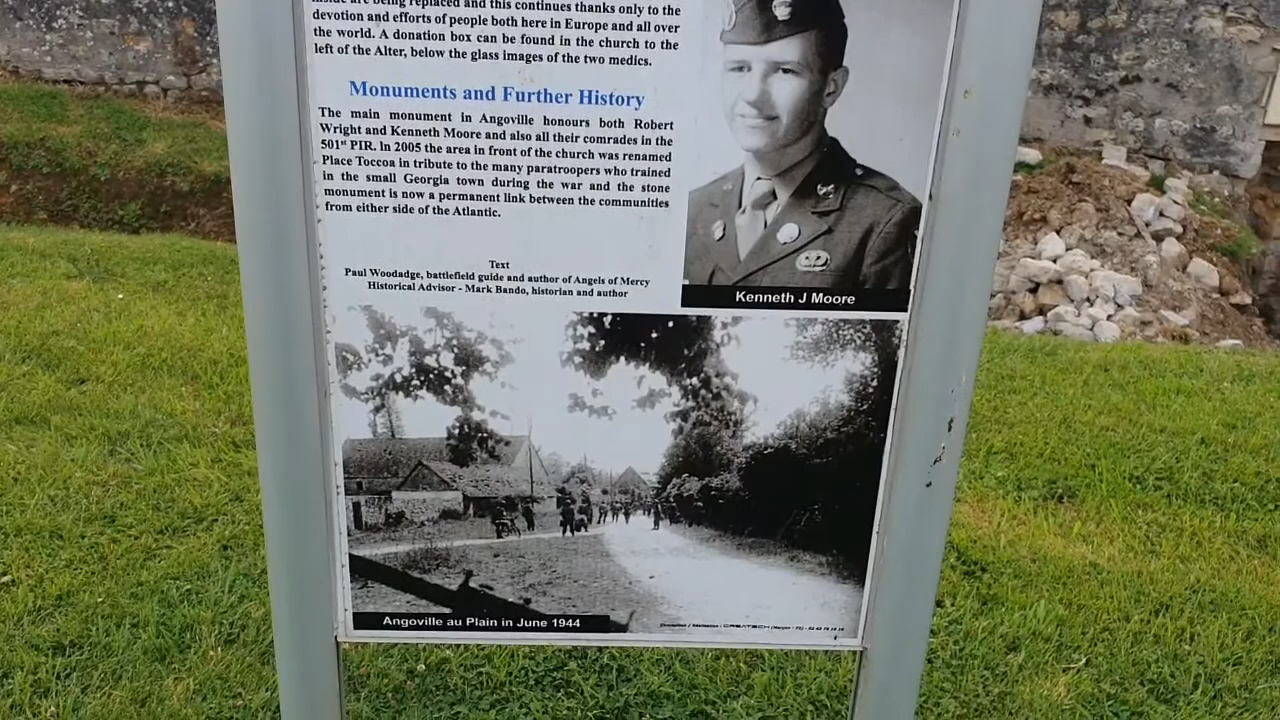 inside are being replaced and this continues thanks only to the
devotion and efforts of people both here in Europe and all over
the world. A donation box can be found in the church to the
left of the Alter, below the glass images of the two medics.
Monuments and Further History
The main monument in Angoville honours both Robert
Wright and Kenneth Moore and also all their comrades in the
501st PIR. In 2005 the area in front of the church was renamed
Place Toccoa in tribute to the many paratroopers who trained
in the small Georgia town during the war and the stone
monument is now a permanent link between the communities
from either side of the Atlantic.
Text
Paul Woodadge, battlefield guide and author of Angels of Mercy
Historical Advisor - Mark Bando, historian and author
Kenneth J Moore
Angoville au Plain in June 1944